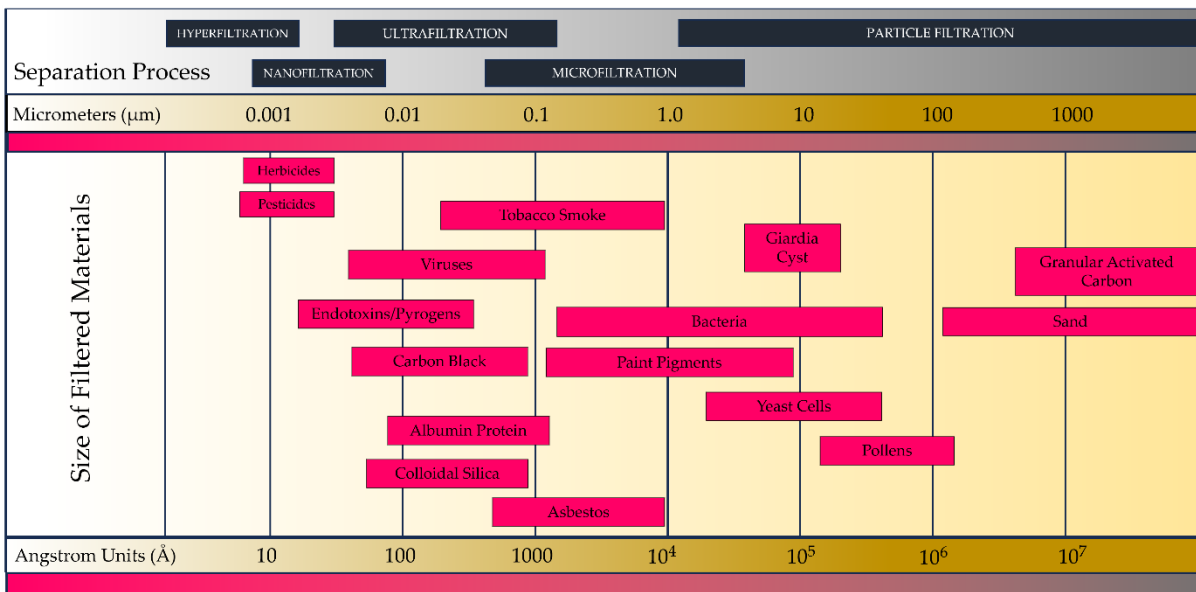 HYPERFILTRATION ULTRAFILTRATION PARTICLE FILTRATION
Separation Process NANOFILTRATION MICROFILTRATION
Micrometers (µm) 0.001 0.01 0.1 1.0 10 100 1000
Size of Filtered Materials
Herbicides
Pesticides
Tobacco Smoke
Giardia
Cyst
Viruses
Granular Activated
Carbon
Endotoxins/Pyrogens
Bacteria
Sand
Carbon Black
Paint Pigments
Yeast Cells
Albumin Protein
Pollens
Colloidal Silica
Asbestos
Angstrom Units (Å) 10 100 1000 10⁴ 10⁵ 10⁶ 10⁷